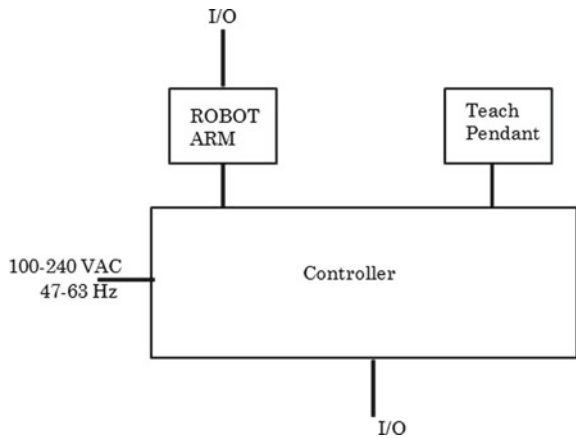 I/O
ROBOT
ARM
Teach
Pendant
100-240 VAC
47-63 Hz
Controller
I/O